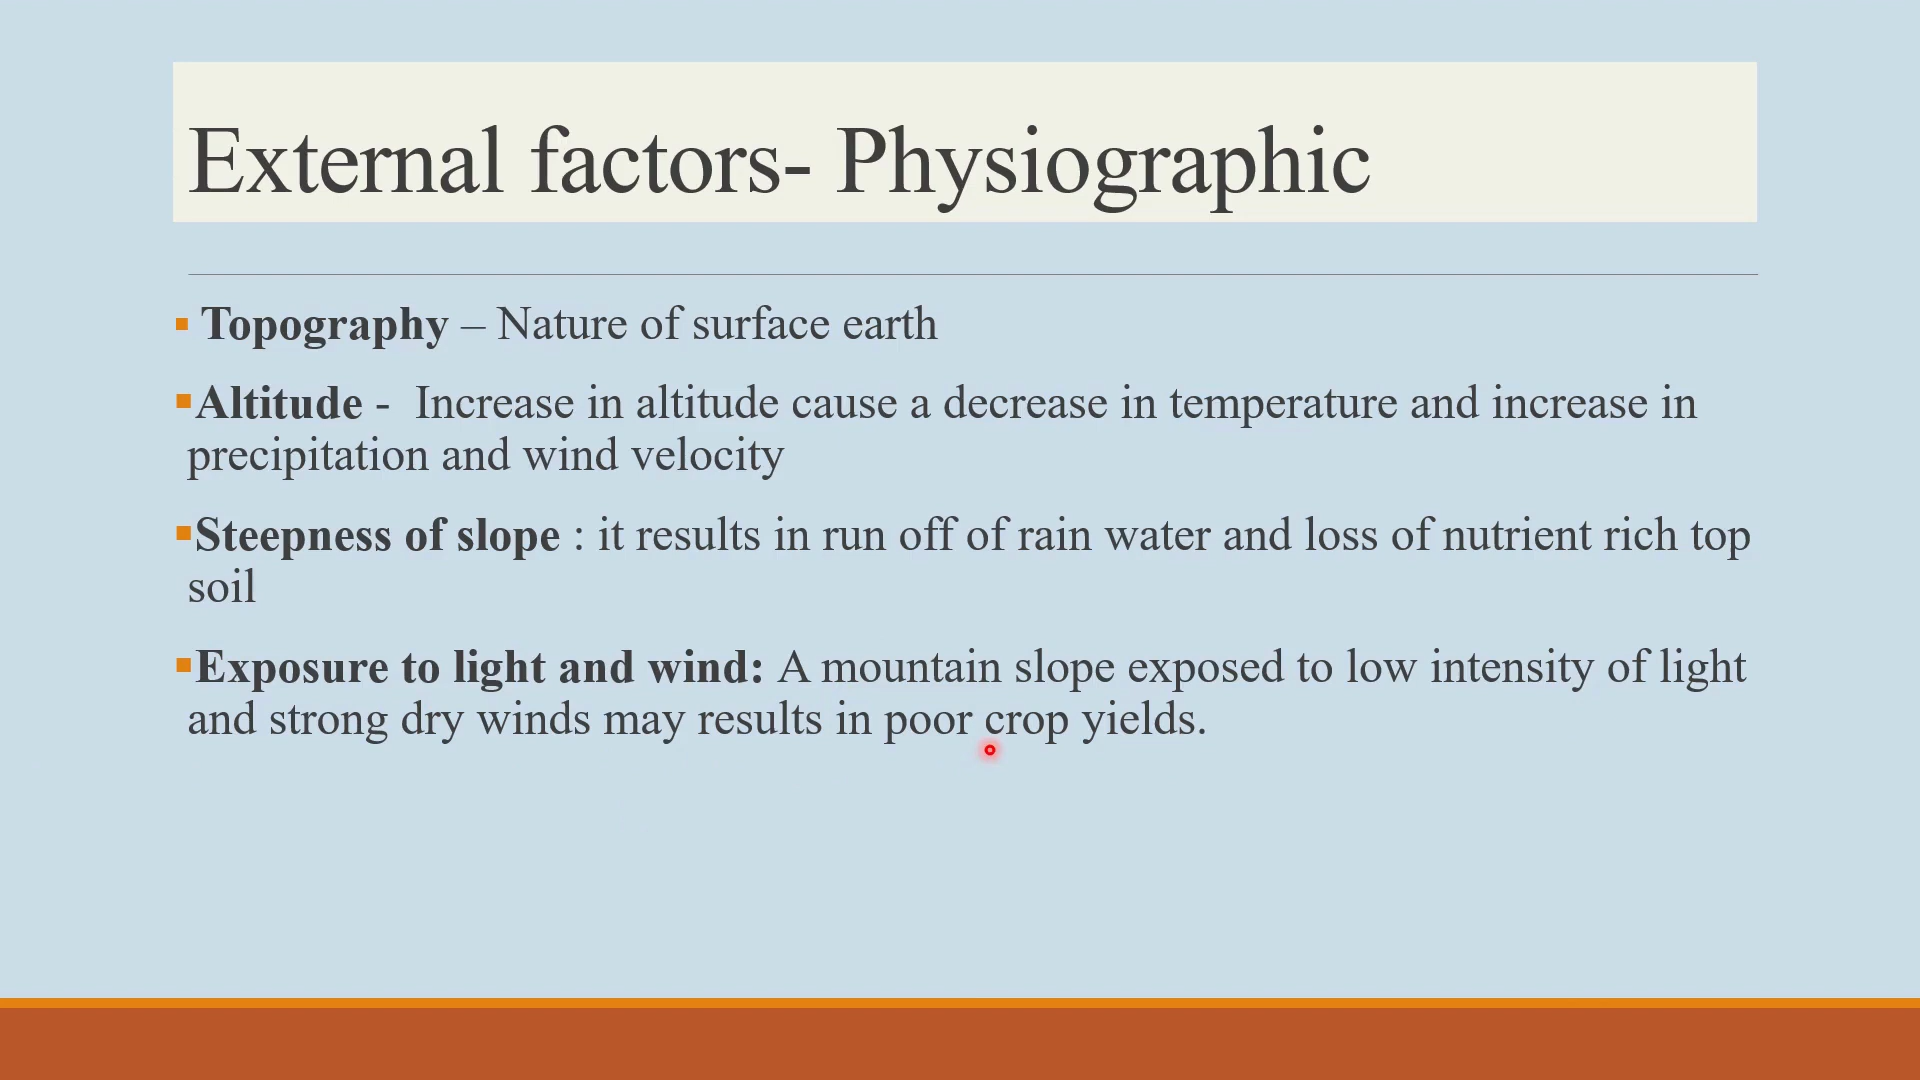 External factors- Physiographic
▪ Topography – Nature of surface earth
▪Altitude -  Increase in altitude cause a decrease in temperature and increase in
precipitation and wind velocity
▪Steepness of slope : it results in run off of rain water and loss of nutrient rich top
soil
▪Exposure to light and wind: A mountain slope exposed to low intensity of light
and strong dry winds may results in poor crop yields.